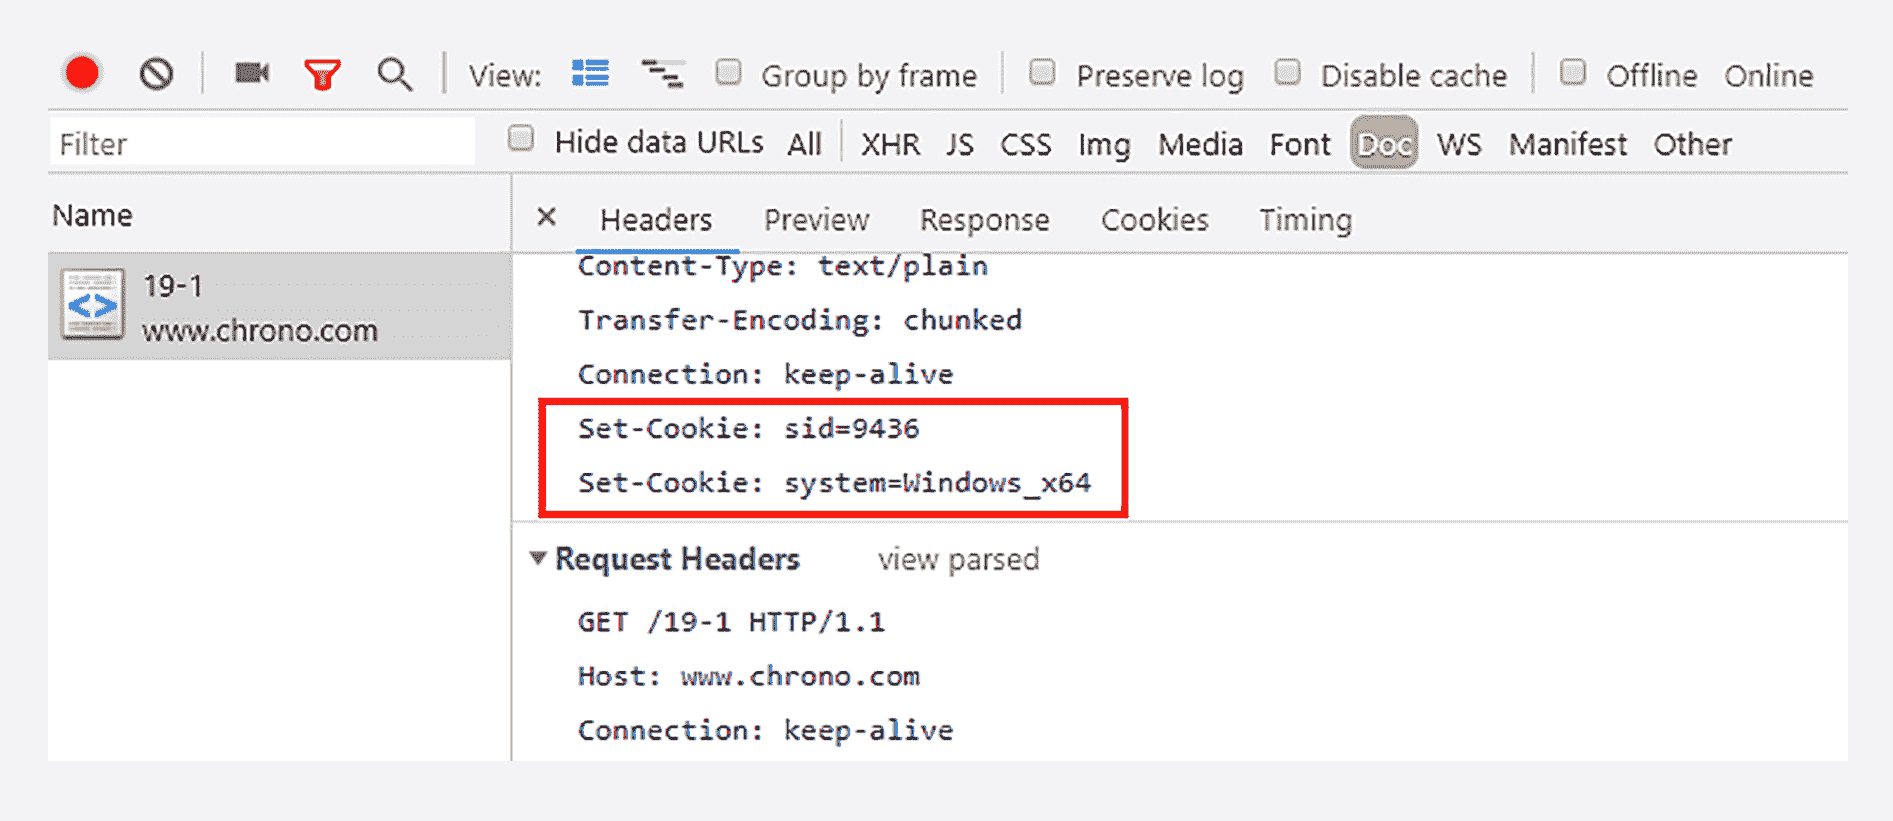 View: Group by frame Preserve log Disable cache Offline Online
Filter Hide data URLs All XHR JS CSS Img Media Font Doc WS Manifest Other
Name
19-1
www.chrono.com
× Headers Preview Response Cookies Timing
Content-Type: text/plain
Transfer-Encoding: chunked
Connection: keep-alive
Set-Cookie: sid=9436
Set-Cookie: system=Windows_x64
Request Headers view parsed
GET /19-1 HTTP/1.1
Host: www.chrono.com
Connection: keep-alive